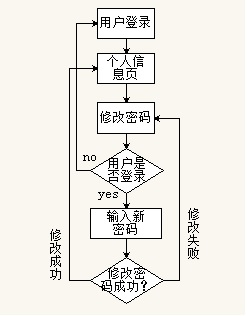 用户登录
个人信
息页
修改密码
no
用户是
否登录
yes
输入新
密码
修改成功
修改失败
修改密
码成功?